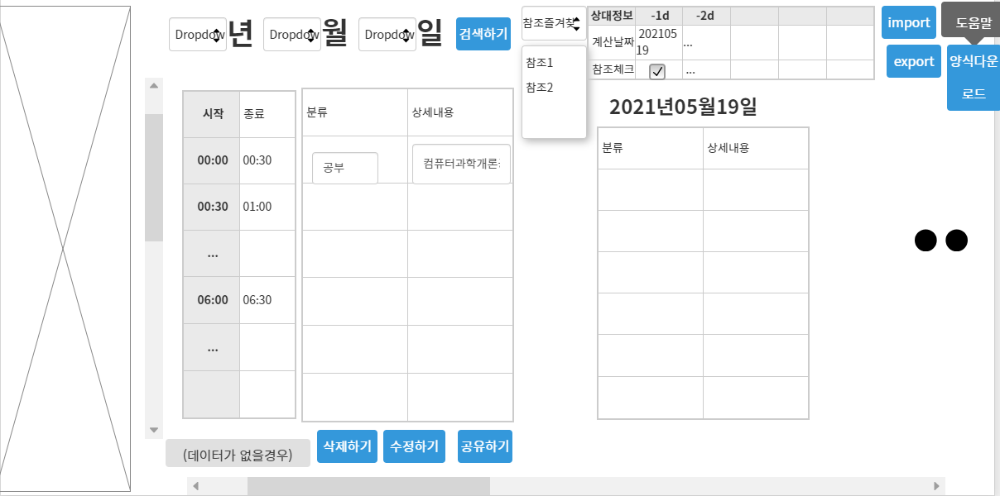 Dropdow
년
Dropdow
월
Dropdow
일
검색하기
참조즐겨찾
참조1
참조2
상대정보 -1d -2d
계산날짜 202105
19 ...
참조체크 ...
import
export
도움말
양식다운
로드
시작 종료
00:00 00:30
00:30 01:00
...
06:00 06:30
...
분류 상세내용
공부 컴퓨터과학개론
2021년05월19일
분류 상세내용
(데이터가 없을경우)
삭제하기
수정하기
공유하기